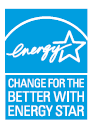 energy
CHANGE FOR THE
BETTER WITH
ENERGY STAR